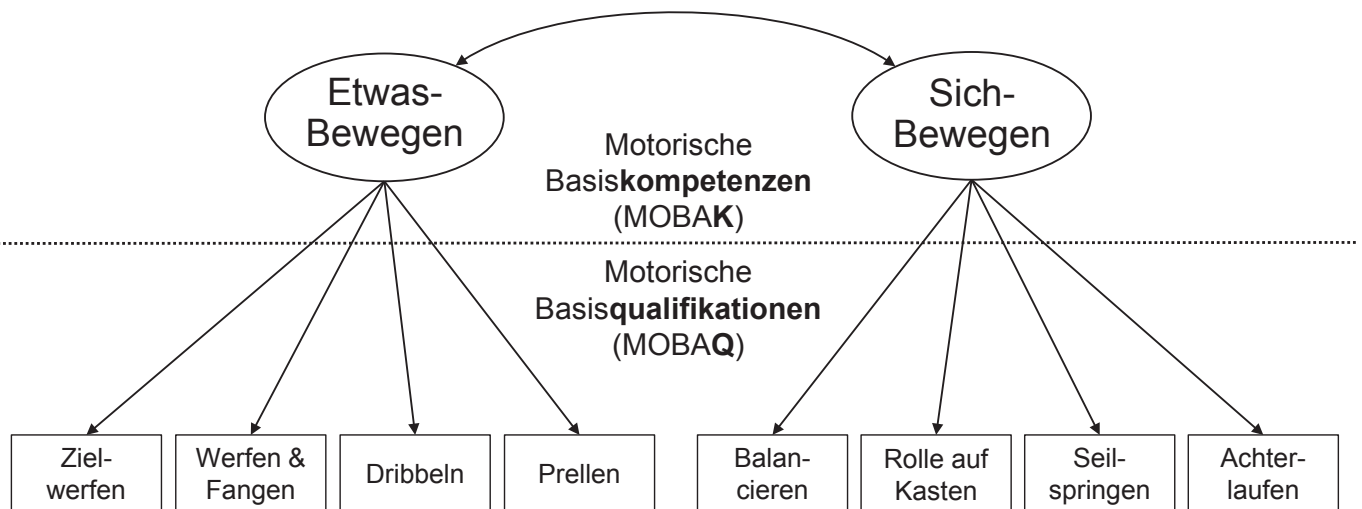 Etwas-
Bewegen
Sich-
Bewegen
Motorische
Basiskompetenzen
(MOBAK)
Motorische
Basisqualifikationen
(MOBAQ)
Ziel-
werfen
Werfen &
Fangen
Dribbeln
Prellen
Balan-
cieren
Rolle auf
Kasten
Seil-
springen
Achter-
laufen